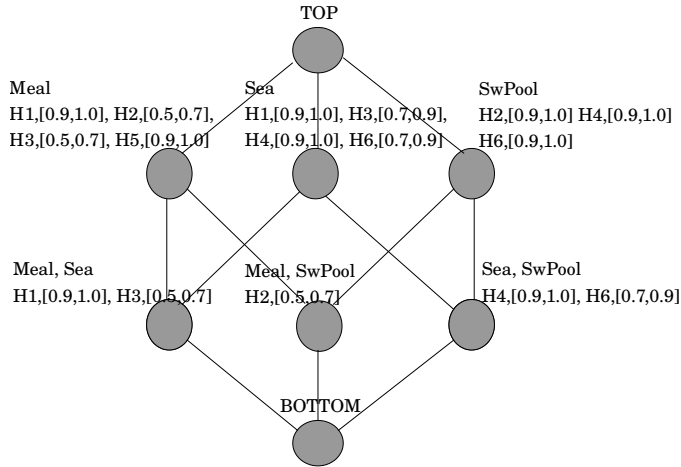 TOP
Meal
H1,[0.9,1.0], H2,[0.5,0.7],
H3,[0.5,0.7], H5,[0.9,1.0]
Sea
H1,[0.9,1.0], H3,[0.7,0.9],
H4,[0.9,1.0], H6,[0.7,0.9]
SwPool
H2,[0.9,1.0] H4,[0.9,1.0]
H6,[0.9,1.0]
Meal, Sea
H1,[0.9,1.0], H3,[0.5,0.7]
Meal, SwPool
H2,[0.5,0.7]
Sea, SwPool
H4,[0.9,1.0], H6,[0.7,0.9]
BOTTOM